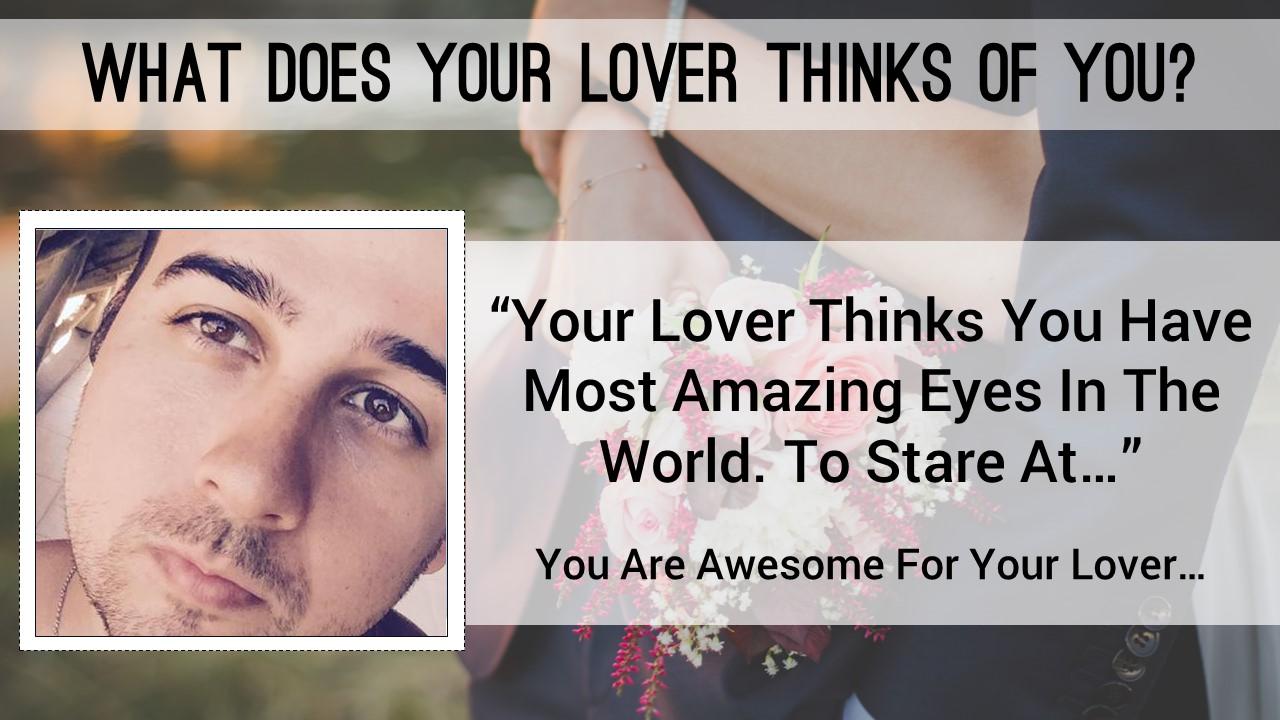 WHAT DOES YOUR LOVER THINKS OF YOU?
“Your Lover Thinks You Have
Most Amazing Eyes In The
World. To Stare At...”
You Are Awesome For Your Lover...